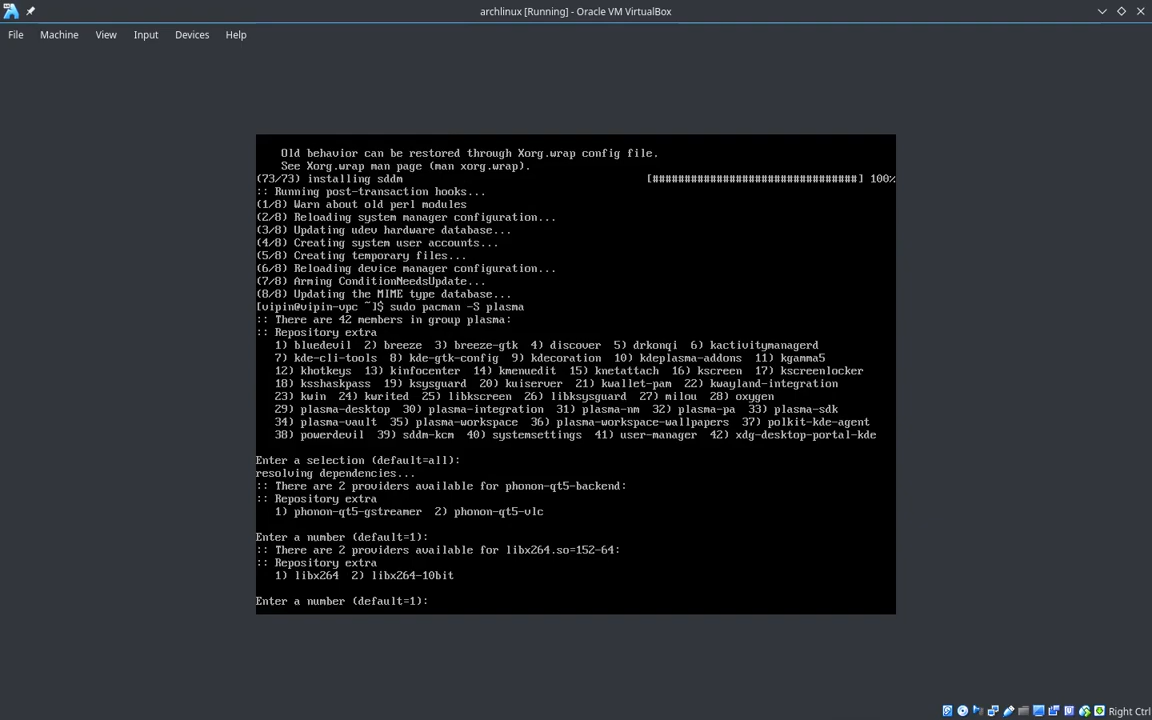 archlinux [Running] - Oracle VM VirtualBox
File Machine View Input Devices Help
Old behavior can be restored through Xorg.wrap config file.
See Xorg.wrap man page (man xorg.wrap).
(73/73) installing sddm [################################] 100%
:: Running post-transaction hooks...
(1/8) Warn about old perl modules
(2/8) Reloading system manager configuration...
(3/8) Updating udev hardware database...
(4/8) Creating system user accounts...
(5/8) Creating temporary files...
(6/8) Reloading device manager configuration...
(7/8) Arming ConditionNeedsUpdate...
(8/8) Updating the MIME type database...
[vipin@vipin-vpc ~]$ sudo pacman -S plasma
:: There are 42 members in group plasma:
:: Repository extra
1) bluedevil 2) breeze 3) breeze-gtk 4) discover 5) drkonqi 6) kactivitymanagerd
7) kde-cli-tools 8) kde-gtk-config 9) kdecoration 10) kdeplasma-addons 11) kgamma5
12) khotkeys 13) kinfocenter 14) kmenuedit 15) knetattach 16) kscreen 17) kscreenlocker
18) ksshaskpass 19) ksysguard 20) kuiserver 21) kwallet-pam 22) kwayland-integration
23) kwin 24) kwrited 25) libkscreen 26) libksysguard 27) milou 28) oxygen
29) plasma-desktop 30) plasma-integration 31) plasma-nm 32) plasma-pa 33) plasma-sdk
34) plasma-vault 35) plasma-workspace 36) plasma-workspace-wallpapers 37) polkit-kde-agent
38) powerdevil 39) sddm-kcm 40) systemsettings 41) user-manager 42) xdg-desktop-portal-kde
Enter a selection (default=all):
resolving dependencies...
:: There are 2 providers available for phonon-qt5-backend:
:: Repository extra
1) phonon-qt5-gstreamer 2) phonon-qt5-vlc
Enter a number (default=1):
:: There are 2 providers available for libx264.so=152-64:
:: Repository extra
1) libx264 2) libx264-10bit
Enter a number (default=1):
Right Ctrl